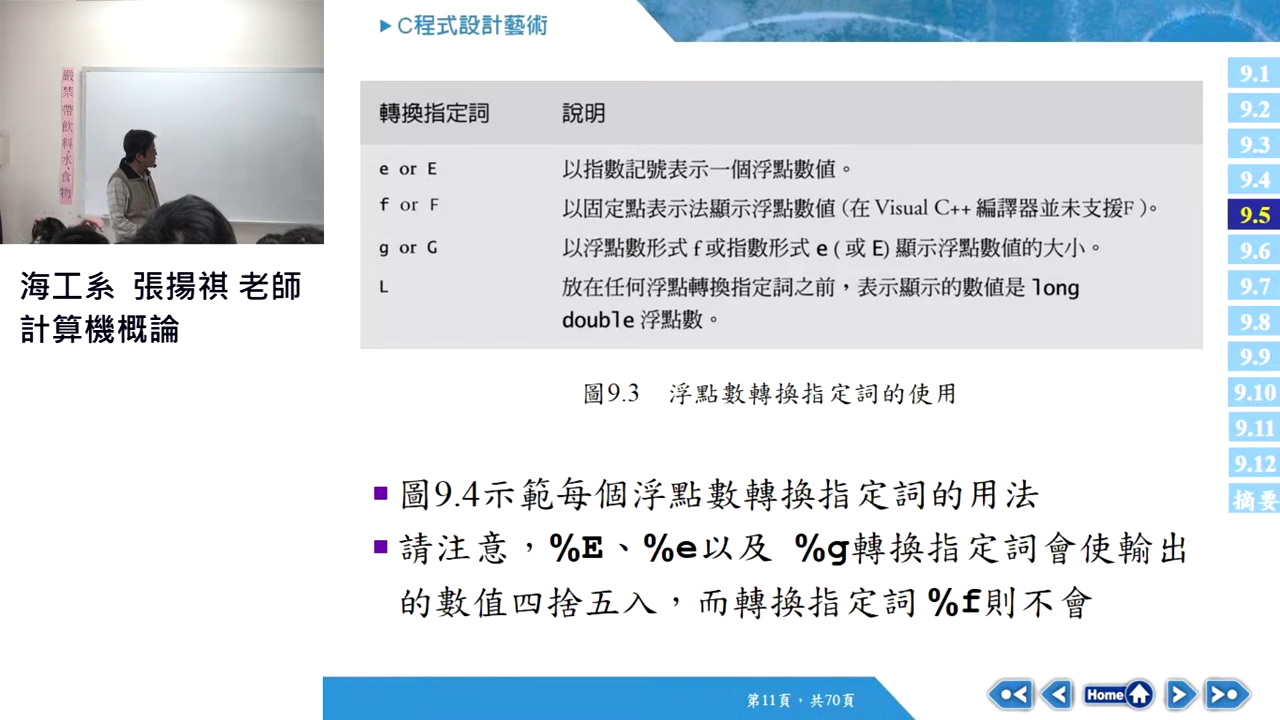 C程式設計藝術
嚴禁帶飲料、水、食物
海工系 張揚祺 老師
計算機概論
轉換指定詞 說明
e or E 以指數記號表示一個浮點數值。
f or F 以固定點表示法顯示浮點數值(在 Visual C++ 編譯器並未支援F)。
g or G 以浮點數形式 f 或指數形式 e (或 E) 顯示浮點數值的大小。
L 放在任何浮點轉換指定詞之前,表示顯示的數值是 long
double 浮點數。
圖9.3 浮點數轉換指定詞的使用
圖9.4示範每個浮點數轉換指定詞的用法
請注意,%E、%e以及 %g轉換指定詞會使輸出
的數值四捨五入,而轉換指定詞 %f則不會
9.1
9.2
9.3
9.4
9.5
9.6
9.7
9.8
9.9
9.10
9.11
9.12
摘要
第11頁,共70頁
Home